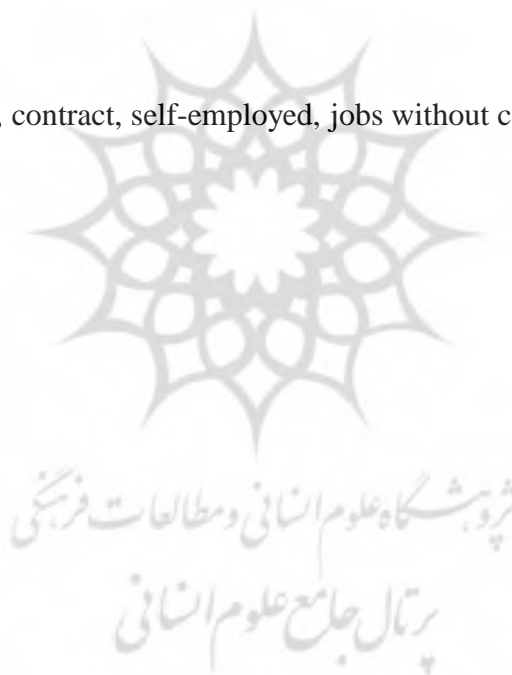 , contract, self-employed, jobs without c
پژوهشگاه علوم انسانی و مطالعات فرهنگی
پرتال جامع علوم انسانی